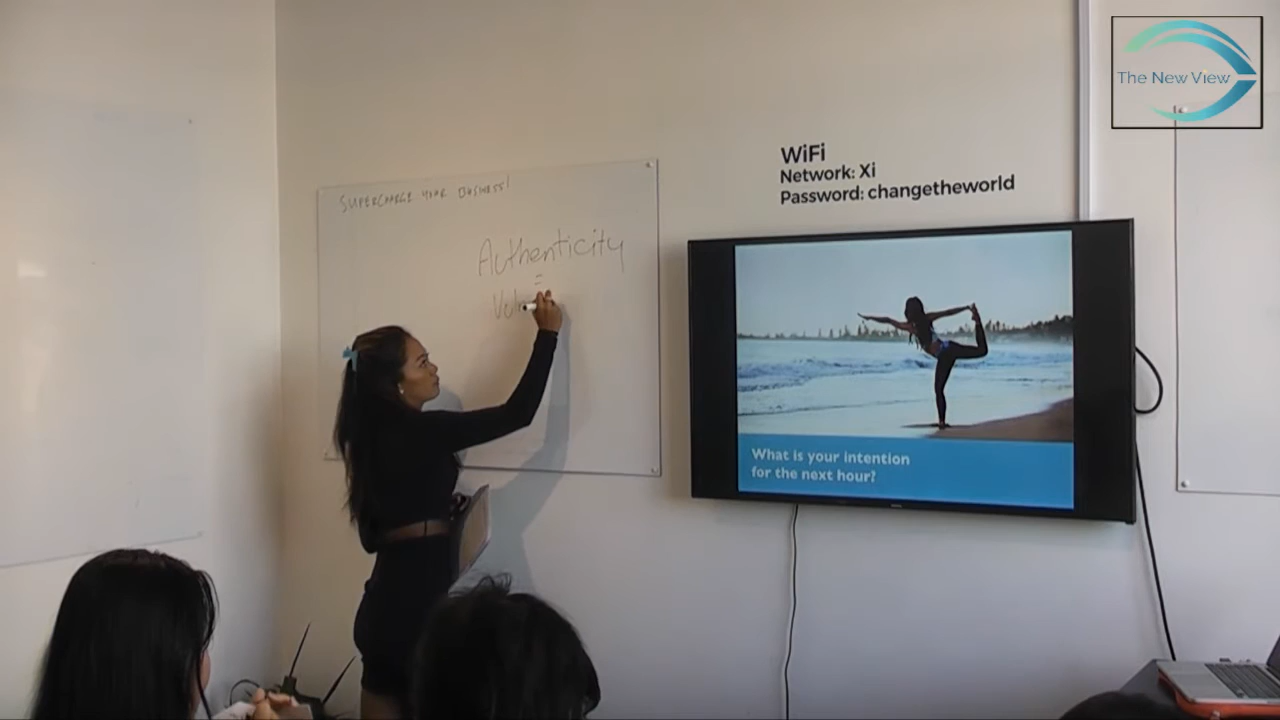 SUPERCHARGE YOUR BUSINESS!
Authenticity
=
The New View
WiFi
Network: Xi
Password: changetheworld
What is your intention
for the next hour?